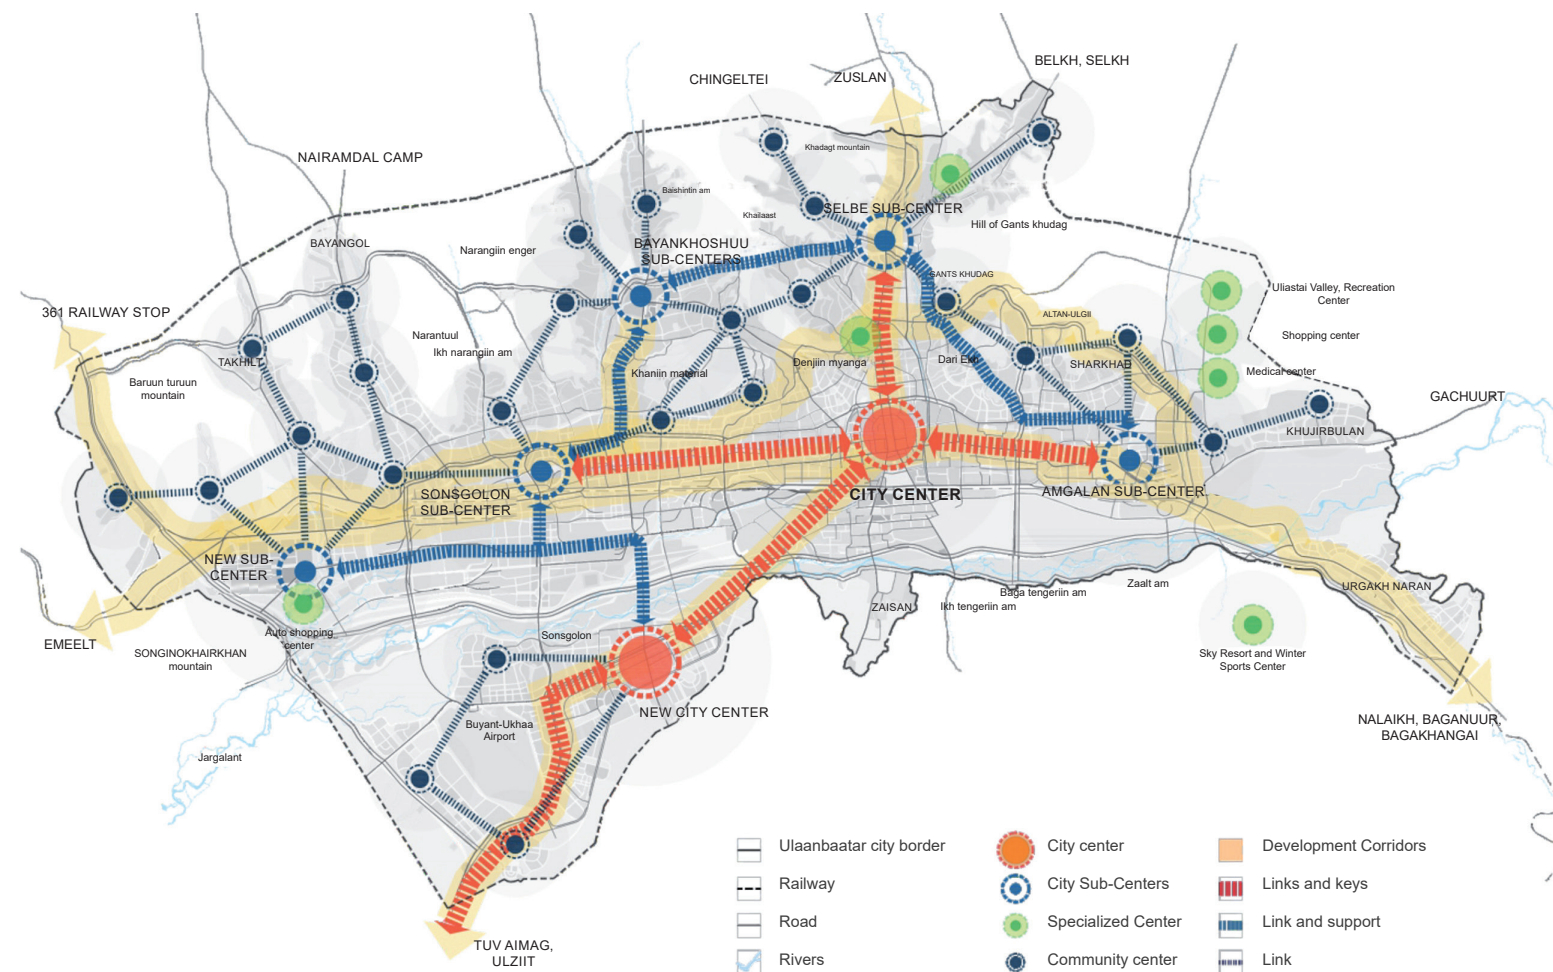 BELKH, SELKH
CHINGELTEI
ZUSLAN
Khadagt mountain
NAIRAMDAL CAMP
Baishintin am
Khailaast
SELBE SUB-CENTER
Hill of Gants khudag
BAYANGOL
Narangiin enger
BAYANKHOSHUU
SUB-CENTERS
GANTS KHUDAG
Uliastai Valley, Recreation
Center
361 RAILWAY STOP
ALTAN-ULGII
Narantuul
Ikh narangiin am
Shopping center
TAKHILT
Denjiin myanga
Dari Ekh
SHARKHAD
Khaniin material
Medical center
Baruun turuun
mountain
GACHUURT
KHUJIRBULAN
SONSGOLON
SUB-CENTER
CITY CENTER
AMGALAN SUB-CENTER
NEW SUB-
CENTER
Zaalt am
URGAKH NARAN
Baga tengeriin am
ZAISAN
Ikh tengeriin am
Auto shopping
center
Sonsgolon
EMEELT
SONGINOKHAIRKHAN
mountain
Sky Resort and Winter
Sports Center
NEW CITY CENTER
Buyant-Ukhaa
Airport
NALAIKH, BAGANUUR,
BAGAKHANGAI
Jargalant
TUV AIMAG,
ULZIIT
Ulaanbaatar city border
Railway
Road
Rivers
City center
City Sub-Centers
Specialized Center
Community center
Development Corridors
Links and keys
Link and support
Link